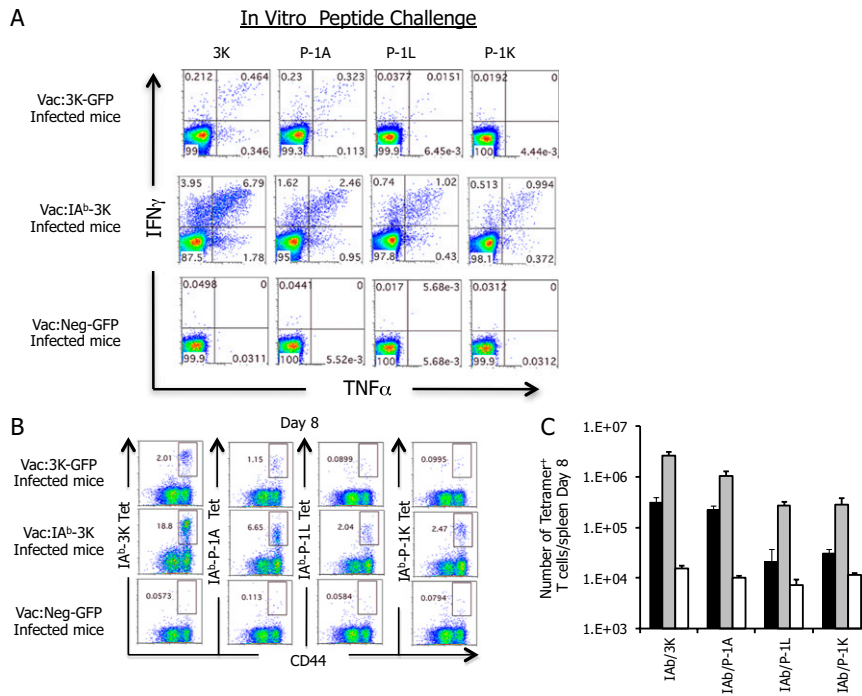 A
In Vitro Peptide Challenge
3K P-1A P-1L P-1K
Vac:3K-GFP
Infected mice
0.212 0.464 0.23 0.323 0.0377 0.0151 0.0192 0
99 0.346 99.3 0.113 99.9 6.45e-3 100 4.44e-3
Vac:IAᵇ-3K
Infected mice
3.95 6.79 1.62 2.46 0.74 1.02 0.513 0.994
87.5 1.78 95 0.95 97.8 0.43 98.1 0.372
Vac:Neg-GFP
Infected mice
0.0498 0 0.0441 0 0.017 5.68e-3 0.0312 0
99.9 0.0311 100 5.52e-3 100 5.68e-3 99.9 0.0312
IFNγ
TNFα
B
Day 8
Vac:3K-GFP
Infected mice
2.01 1.15 0.0899 0.0995
Vac:IAᵇ-3K
Infected mice
18.8 6.65 2.04 2.47
Vac:Neg-GFP
Infected mice
0.0573 0.113 0.0584 0.0794
IAᵇ-3K Tet
IAᵇ-P-1A Tet
IAᵇ-P-1L Tet
IAᵇ-P-1K Tet
CD44
C
Number of Tetramer⁺
T cells/spleen Day 8
1.E+07
1.E+06
1.E+05
1.E+04
1.E+03
IAb/3K
IAb/P-1A
IAb/P-1L
IAb/P-1K